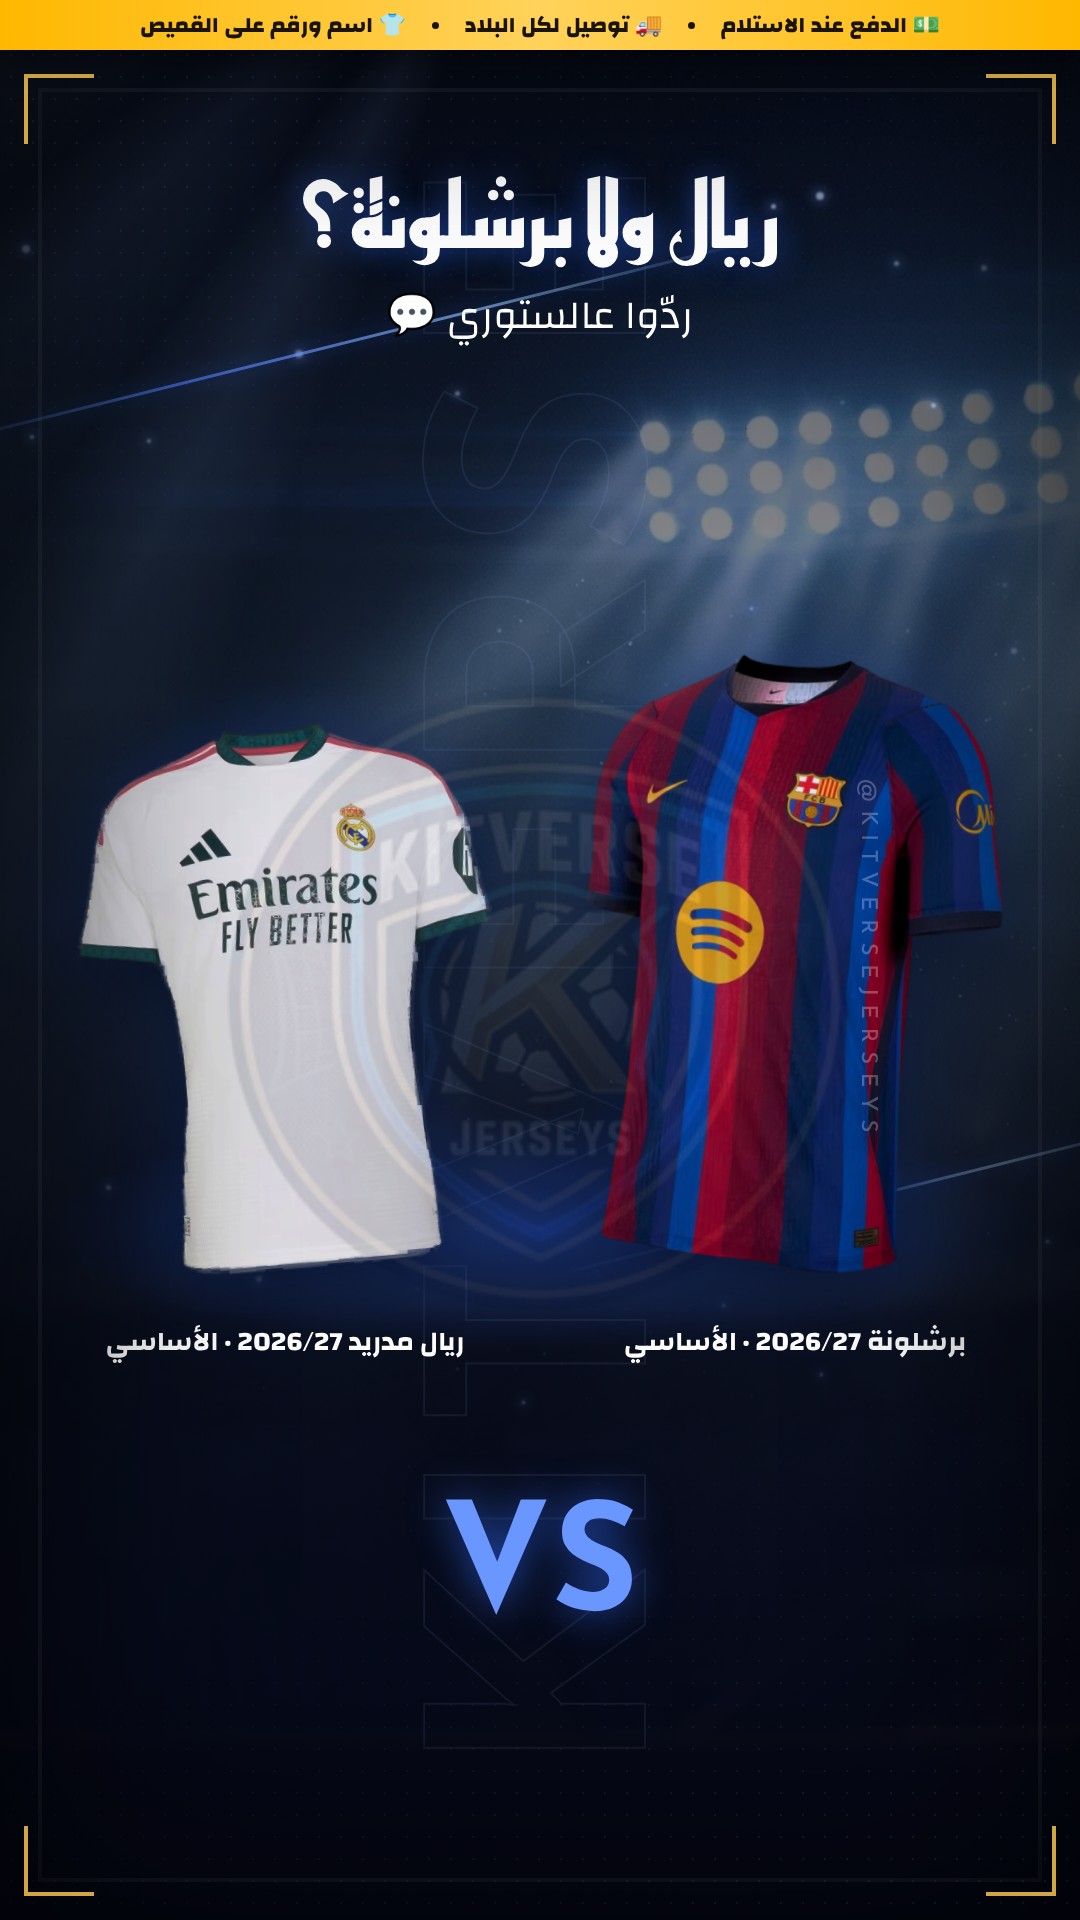 💵 الدفع عند الاستلام • 🚚 توصيل لكل البلاد • 👕 اسم ورقم على القميص
ريال ولا برشلونة؟
ردّوا عالستوري 💬
Emirates
FLY BETTER
FCB
KITVERSE
K
JERSEYS
@KITVERSEJERSEYS
برشلونة 2026/27 • الأساسي
ريال مدريد 2026/27 • الأساسي
VS